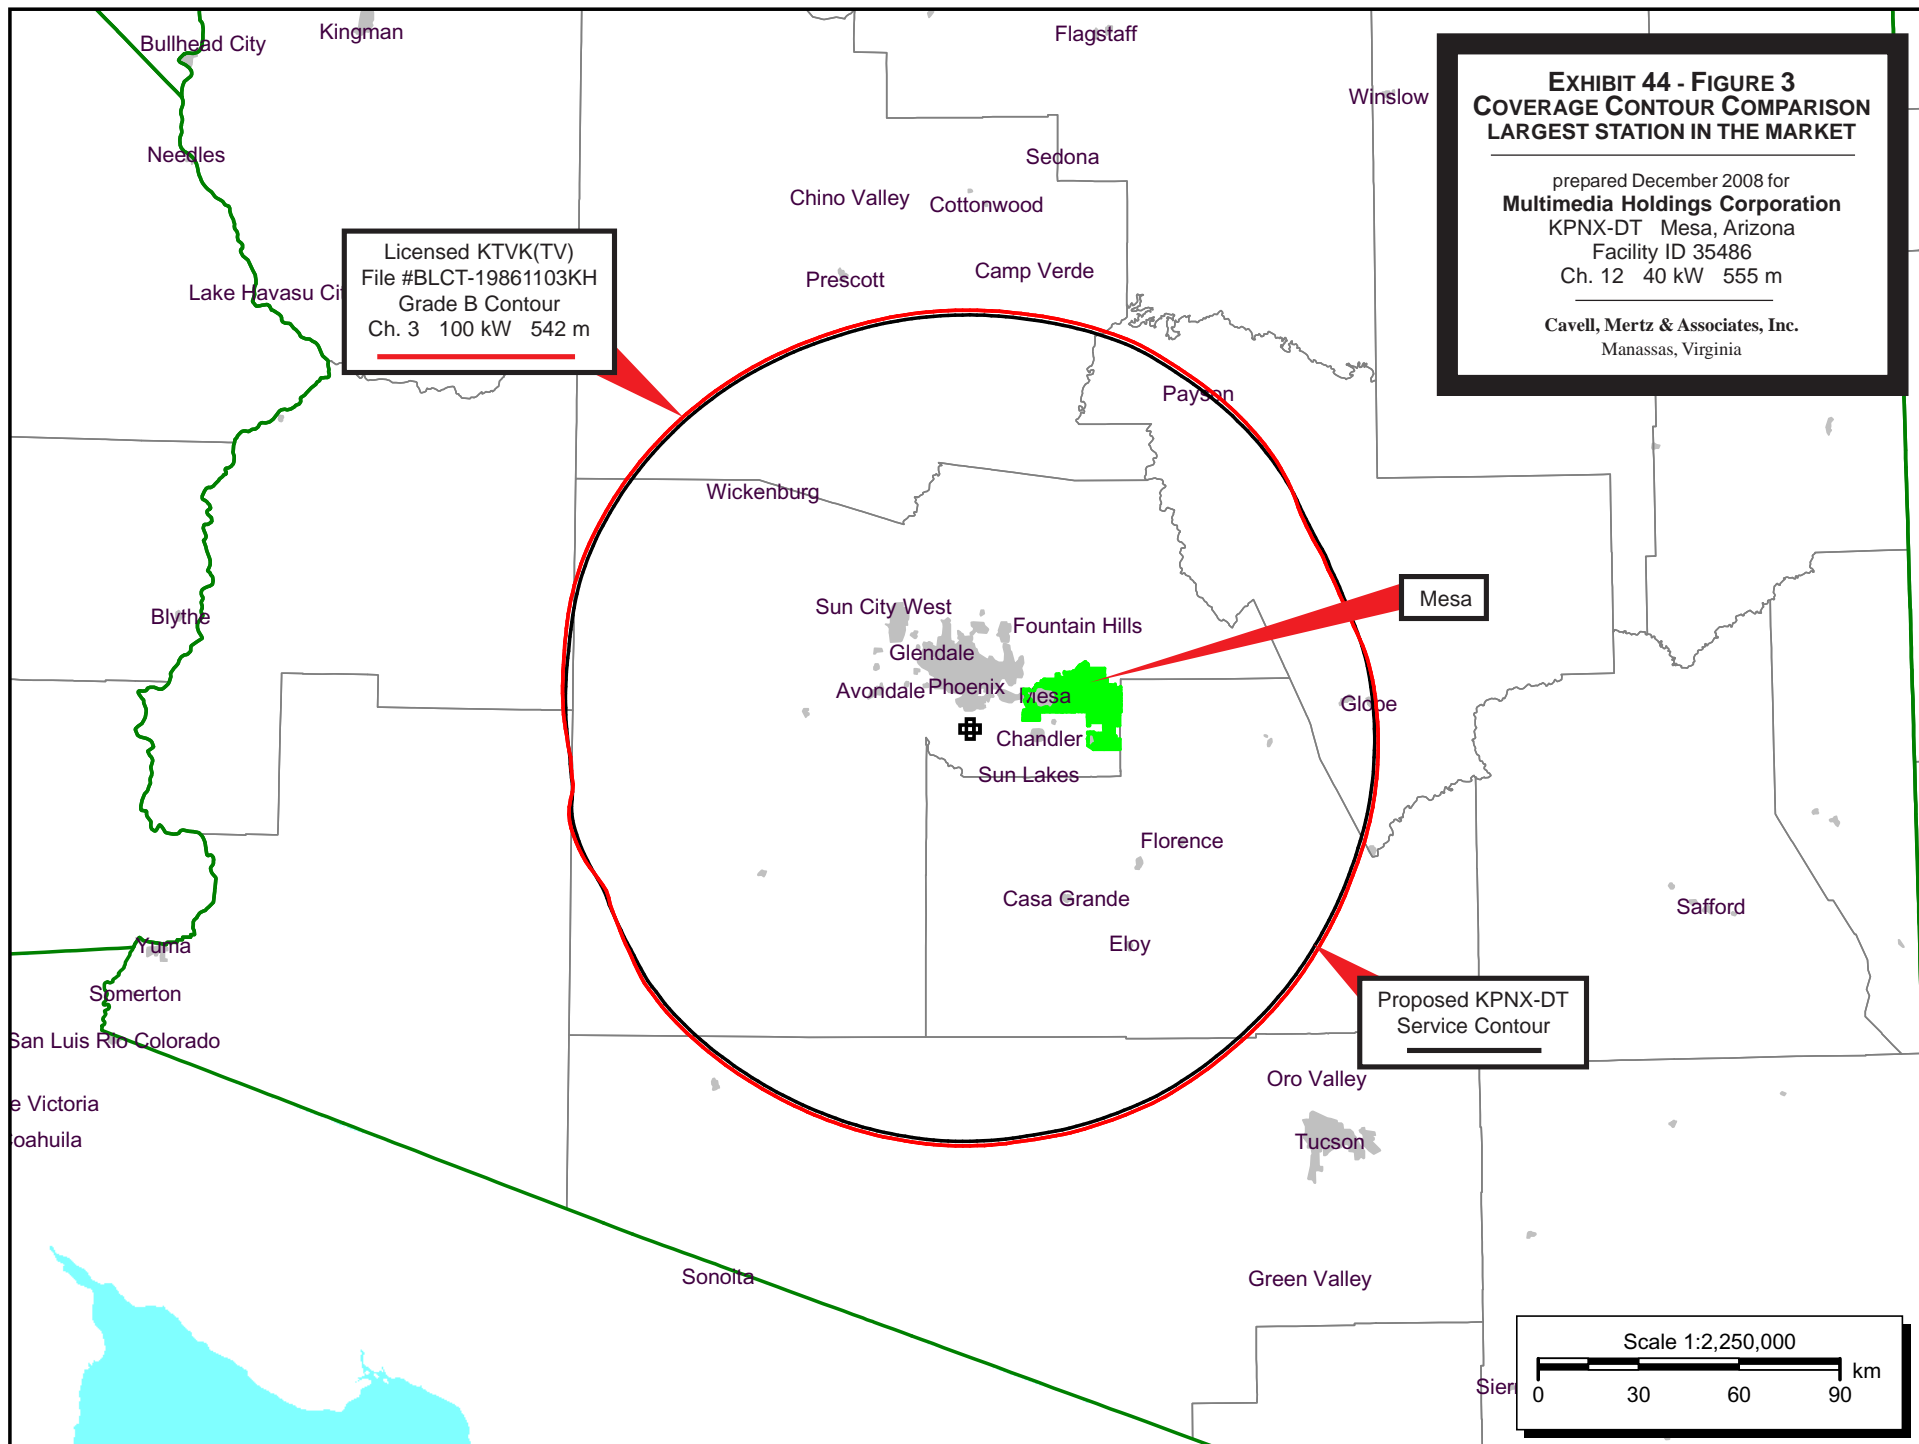 Bullhead City
Kingman
Flagstaff
Winslow
Needles
Sedona
Chino Valley
Cottonwood
Lake Havasu
Prescott
Camp Verde
EXHIBIT 44 - FIGURE 3
COVERAGE CONTOUR COMPARISON
LARGEST STATION IN THE MARKET
prepared December 2008 for
Multimedia Holdings Corporation
KPNX-DT Mesa, Arizona
Facility ID 35486
Ch. 12 40 kW 555 m
Cavell, Mertz & Associates, Inc.
Manassas, Virginia
Licensed KTVK(TV)
File #BLCT-19861103KH
Grade B Contour
Ch. 3 100 kW 542 m
Payson
Wickenburg
Blythe
Sun City West
Fountain Hills
Mesa
Glendale
Avondale
Phoenix
Mesa
Globe
Chandler
Sun Lakes
Florence
Casa Grande
Eloy
Safford
Yuma
Somerton
San Luis Rio Colorado
Proposed KPNX-DT
Service Contour
Oro Valley
e Victoria
Tucson
Sonoita
Green Valley
Scale 1:2,250,000
km
0 30 60 90